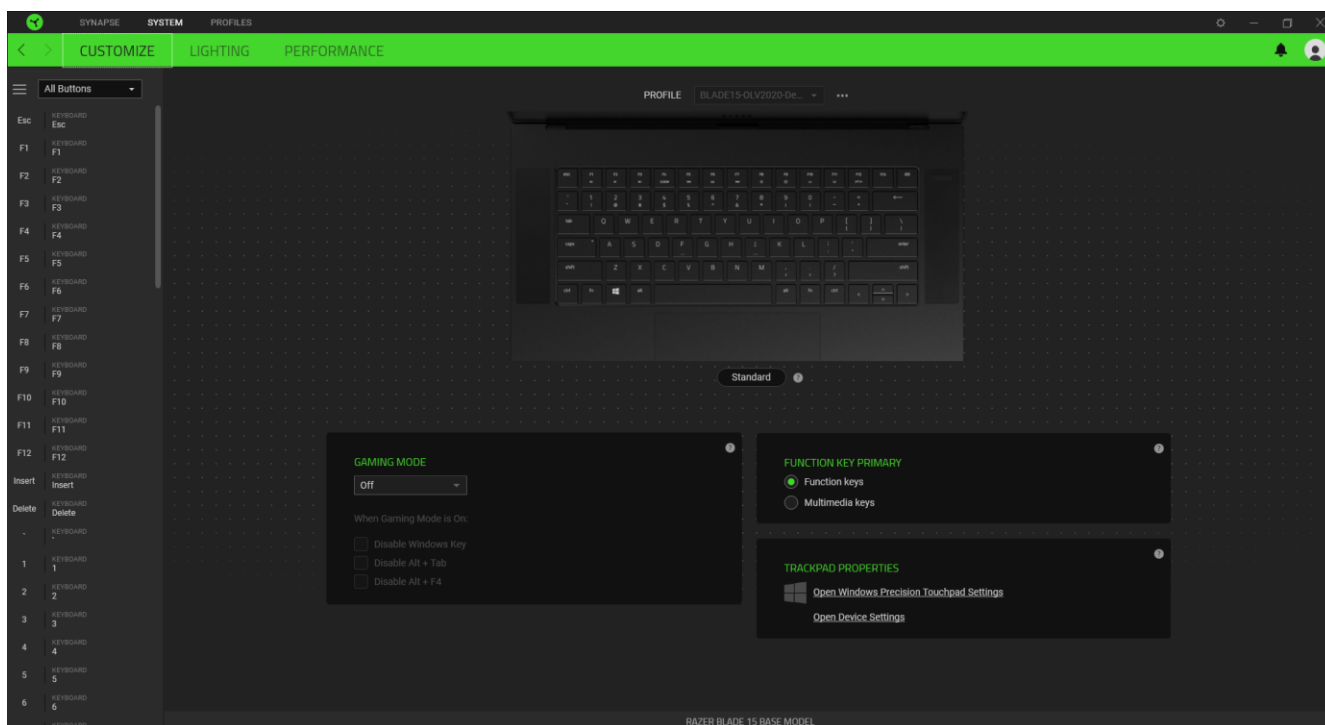 SYNAPSE SYSTEM PROFILES
CUSTOMIZE LIGHTING PERFORMANCE
All Buttons
PROFILE BLADE15-OLV2020-De...
Esc KEYBOARD Esc
F1 KEYBOARD F1
F2 KEYBOARD F2
F3 KEYBOARD F3
F4 KEYBOARD F4
F5 KEYBOARD F5
F6 KEYBOARD F6
F7 KEYBOARD F7
F8 KEYBOARD F8
F9 KEYBOARD F9
F10 KEYBOARD F10
F11 KEYBOARD F11
F12 KEYBOARD F12
Insert KEYBOARD Insert
Delete KEYBOARD Delete
` KEYBOARD `
1 KEYBOARD 1
2 KEYBOARD 2
3 KEYBOARD 3
4 KEYBOARD 4
5 KEYBOARD 5
6 KEYBOARD 6
KEYBOARD
Q W E R T Y U I O P
A S D F G H J K L
Z X C V B N M
Standard
GAMING MODE
Off
When Gaming Mode is On:
Disable Windows Key
Disable Alt + Tab
Disable Alt + F4
FUNCTION KEY PRIMARY
Function keys
Multimedia keys
TRACKPAD PROPERTIES
Open Windows Precision Touchpad Settings
Open Device Settings
RAZER BLADE 15 BASE MODEL